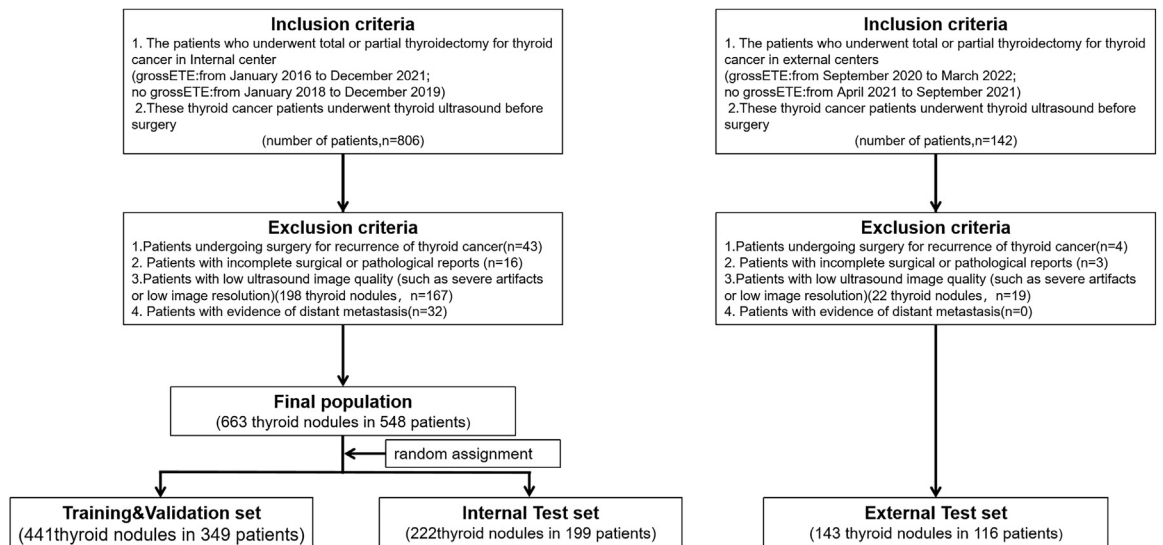 Inclusion criteria
1. The patients who underwent total or partial thyroidectomy for thyroid
cancer in Internal center
(grossETE:from January 2016 to December 2021;
no grossETE:from January 2018 to December 2019)
2.These thyroid cancer patients underwent thyroid ultrasound before
surgery
(number of patients,n=806)
Exclusion criteria
1.Patients undergoing surgery for recurrence of thyroid cancer(n=43)
2. Patients with incomplete surgical or pathological reports (n=16)
3.Patients with low ultrasound image quality (such as severe artifacts
or low image resolution)(198 thyroid nodules, n=167)
4. Patients with evidence of distant metastasis(n=32)
Final population
(663 thyroid nodules in 548 patients)
random assignment
Training&Validation set
(441thyroid nodules in 349 patients)
Internal Test set
(222thyroid nodules in 199 patients)
Inclusion criteria
1. The patients who underwent total or partial thyroidectomy for thyroid
cancer in external centers
(grossETE:from September 2020 to March 2022;
no grossETE:from April 2021 to September 2021)
2.These thyroid cancer patients underwent thyroid ultrasound before
surgery
(number of patients,n=142)
Exclusion criteria
1.Patients undergoing surgery for recurrence of thyroid cancer(n=4)
2. Patients with incomplete surgical or pathological reports (n=3)
3.Patients with low ultrasound image quality (such as severe artifacts
or low image resolution)(22 thyroid nodules, n=19)
4. Patients with evidence of distant metastasis(n=0)
External Test set
(143 thyroid nodules in 116 patients)